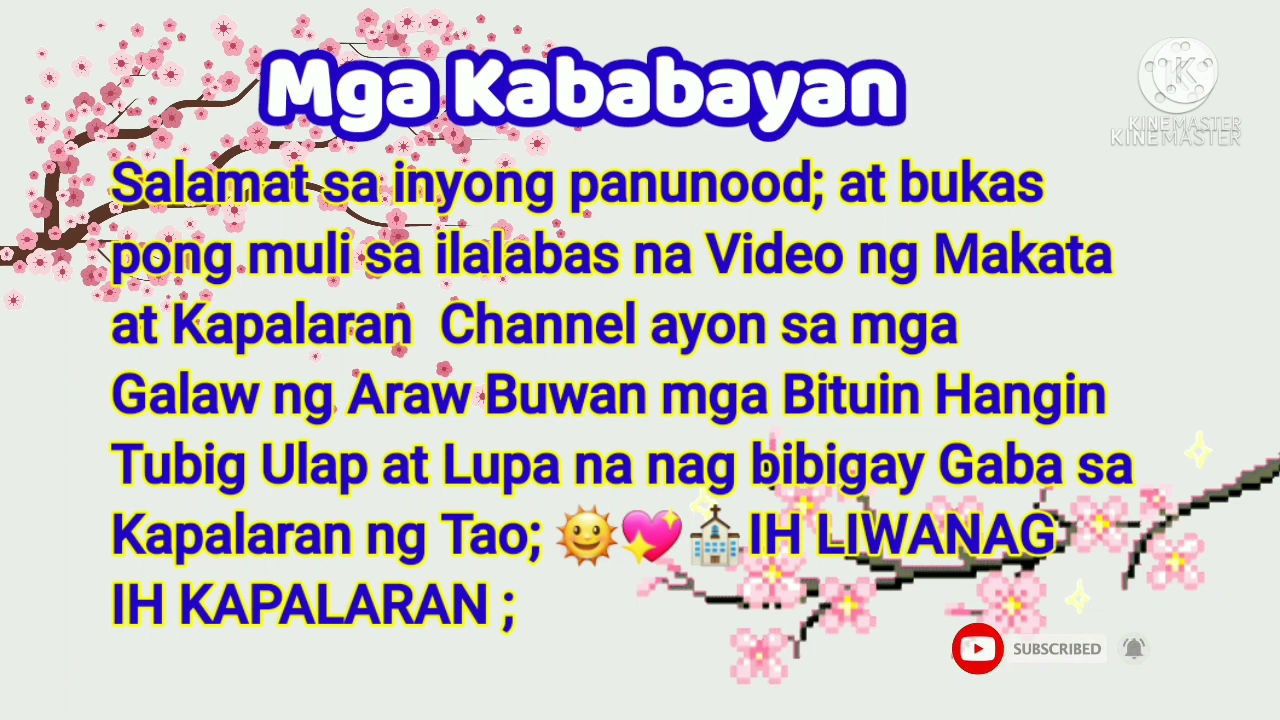 Mga Kababayan
KINEMASTER
KINEMASTER
Salamat sa inyong panunood; at bukas
pong muli sa ilalabas na Video ng Makata
at Kapalaran Channel ayon sa mga
Galaw ng Araw Buwan mga Bituin Hangin
Tubig Ulap at Lupa na nag bibigay Gaba sa
Kapalaran ng Tao; 🌞💖⛪IH LIWANAG
IH KAPALARAN ;
SUBSCRIBED